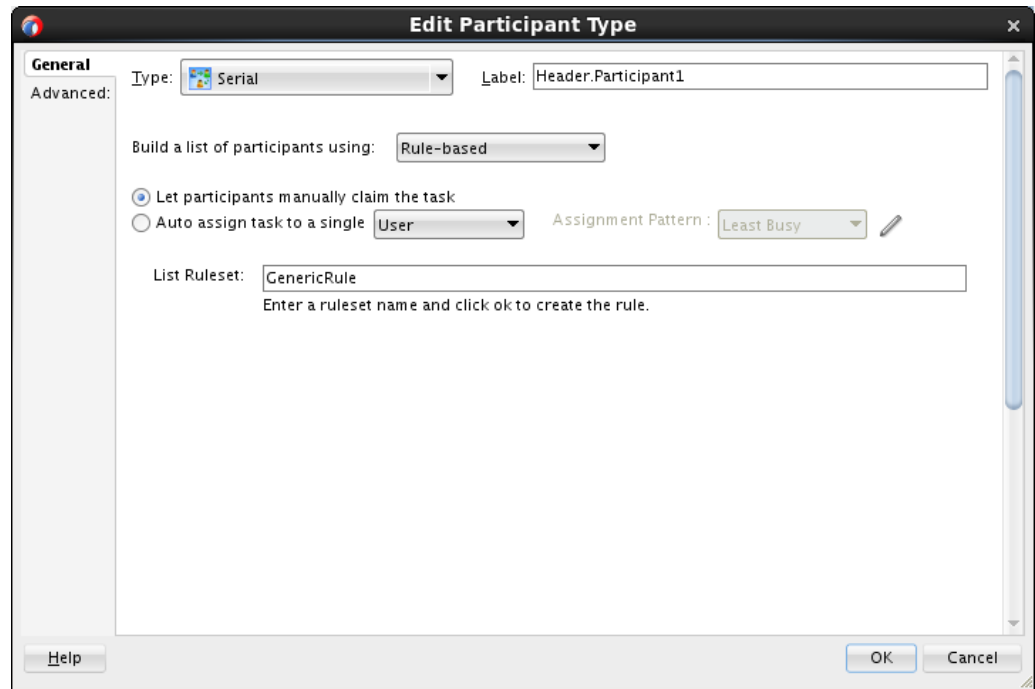 Edit Participant Type
General
Advanced:
Type: Serial Label: Header.Participant1
Build a list of participants using: Rule-based
Let participants manually claim the task
Auto assign task to a single User Assignment Pattern : Least Busy
List Ruleset: GenericRule
Enter a ruleset name and click ok to create the rule.
Help OK Cancel